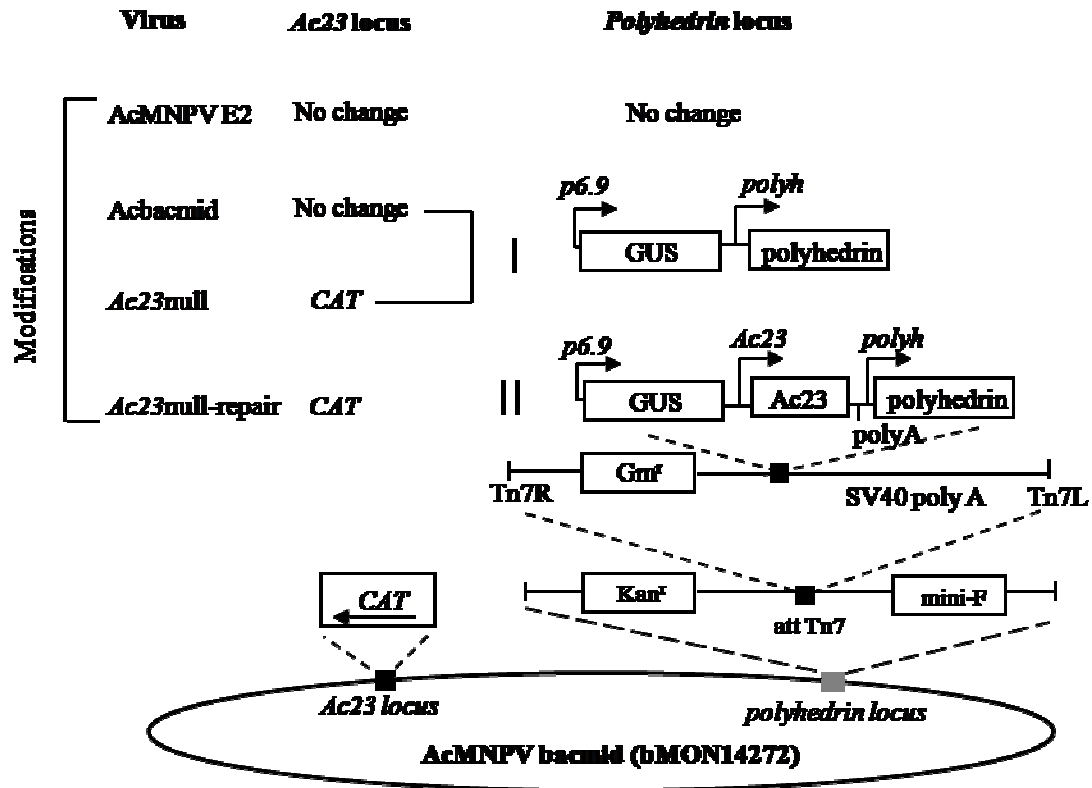 Virus Ac23 locus Polyhedrin locus
Modifications
AcMNPV E2 No change No change
Acbacmid No change
I
p6.9 polyh
GUS polyhedrin
Ac23null CAT
Ac23null-repair CAT
II
p6.9 Ac23 polyh
GUS Ac23 polyhedrin
polyA
Gmr
Tn7R SV40 poly A Tn7L
Kanr mini-F
att Tn7
CAT
Ac23 locus polyhedrin locus
AcMNPV bacmid (bMON14272)